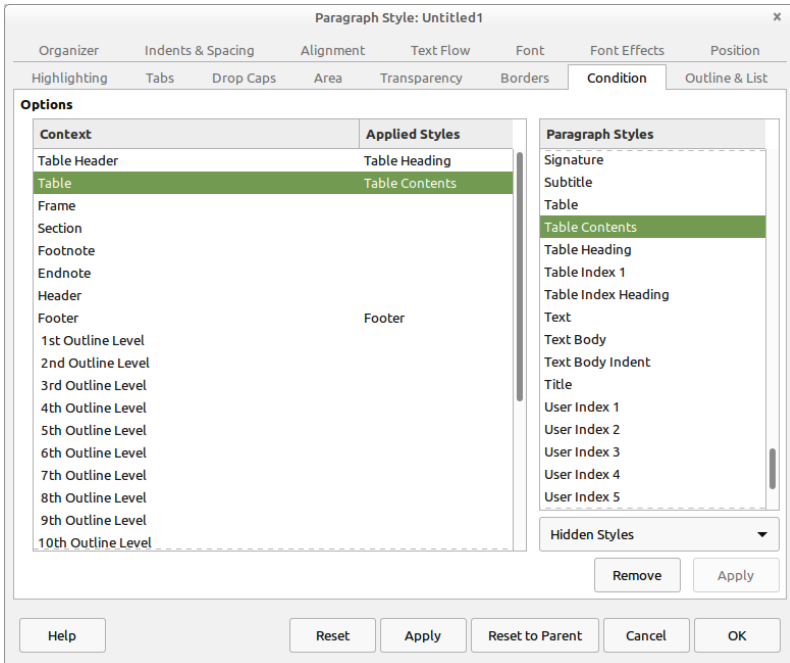 Paragraph Style: Untitled1 ×
Organizer Indents & Spacing Alignment Text Flow Font Font Effects Position
Highlighting Tabs Drop Caps Area Transparency Borders Condition Outline & List
Options
Context Applied Styles
Table Header Table Heading
Table Table Contents
Frame
Section
Footnote
Endnote
Header
Footer Footer
1st Outline Level
2nd Outline Level
3rd Outline Level
4th Outline Level
5th Outline Level
6th Outline Level
7th Outline Level
8th Outline Level
9th Outline Level
10th Outline Level
Paragraph Styles
Signature
Subtitle
Table
Table Contents
Table Heading
Table Index 1
Table Index Heading
Text
Text Body
Text Body Indent
Title
User Index 1
User Index 2
User Index 3
User Index 4
User Index 5
Hidden Styles
Remove Apply
Help Reset Apply Reset to Parent Cancel OK